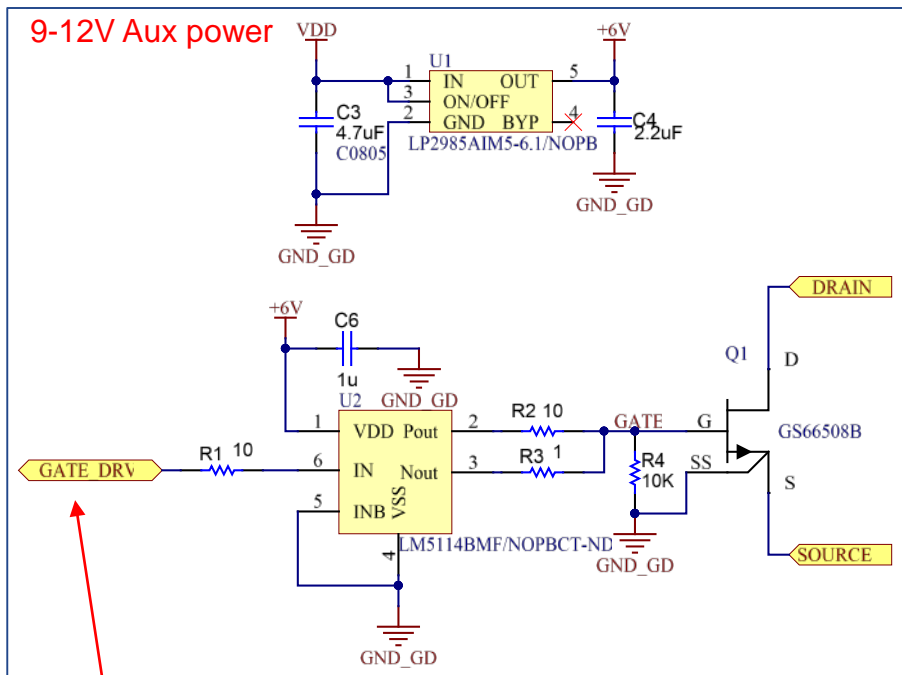 9-12V Aux power
VDD
+6V
U1
1 IN OUT 5
3 ON/OFF
2 GND BYP 4
LP2985AIM5-6.1/NOPB
C3
4.7uF
C0805
C4
2.2uF
GND_GD
GND_GD
+6V
C6
1u
GND_GD
U2
1 VDD Pout 2
6 IN Nout 3
5 INB
VSS
4
LM5114BMF/NOPBCT-ND
GATE_DRV
R1 10
R2 10
R3 1
GATE
R4
10K
GND_GD
GND_GD
Q1
DRAIN
D
G
GS66508B
SS
S
SOURCE